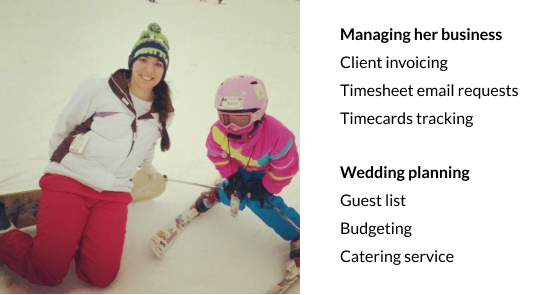 Managing her business
Client invoicing
Timesheet email requests
Timecards tracking
Wedding planning
Guest list
Budgeting
Catering service